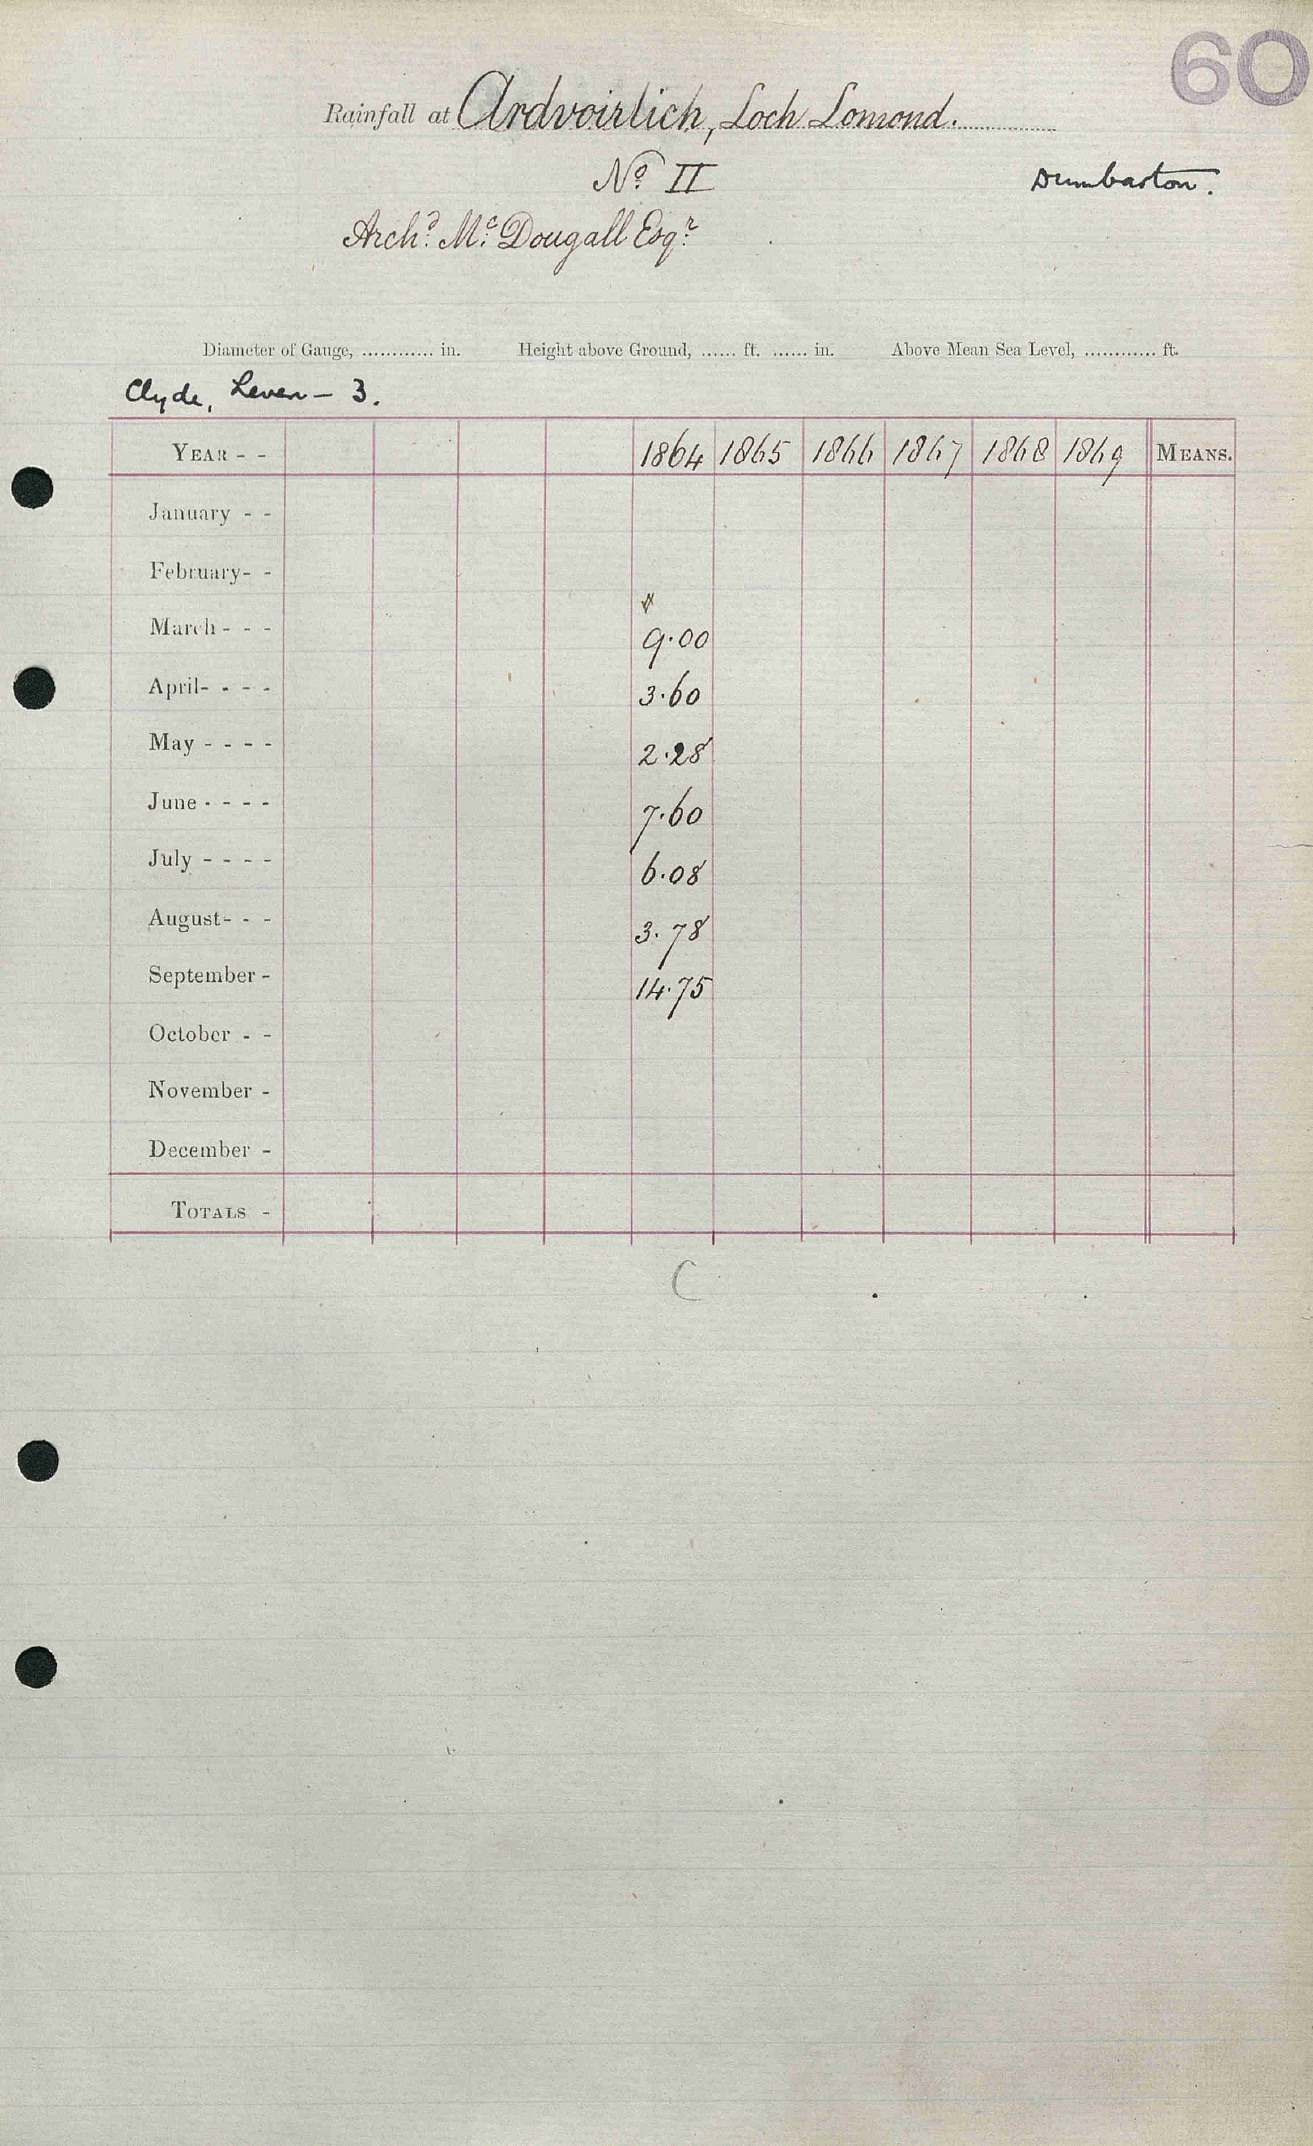 60
Rainfall at Ardvoirlich, Loch Lomond.
No. II
Dumbarton.
Archd. Mc. Dougall Esqr.
Diameter of Gauge, ............ in. Height above Ground, ...... ft. ...... in. Above Mean Sea Level, ............ ft.
Clyde, Leven - 3.
YEAR - - 1864 1865 1866 1867 1868 1869 MEANS.
January - -
February- -
March - - - 9.00
April- - - - 3.60
May - - - - 2.28
June - - - - 7.60
July - - - - 6.08
August- - - 3.78
September - 14.75
October - -
November -
December -
TOTALS -
C